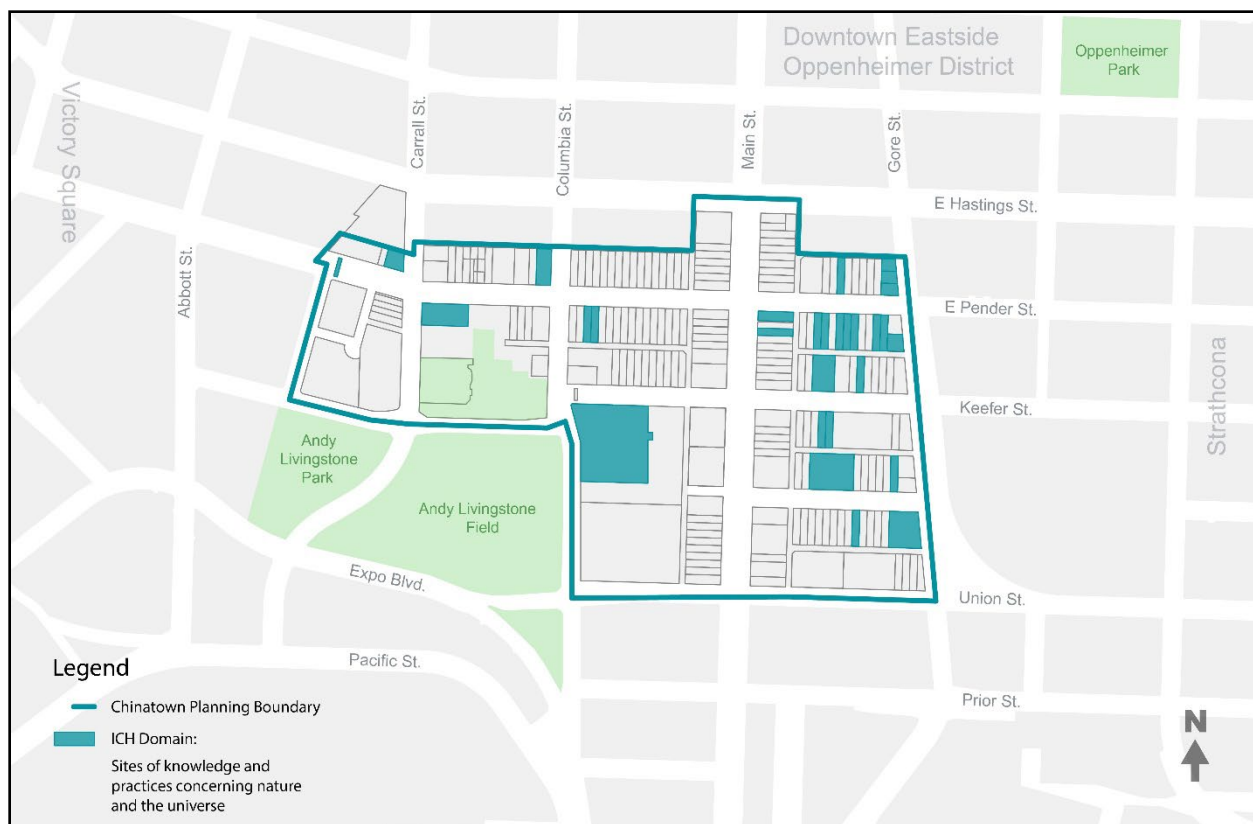 Downtown Eastside
Oppenheimer District
Oppenheimer
Park
Victory Square
Carrall St.
Columbia St.
Main St.
Gore St.
E Hastings St.
Abbott St.
E Pender St.
Strathcona
Keefer St.
Andy
Livingstone
Park
Andy Livingstone
Field
Expo Blvd.
Union St.
Pacific St.
Prior St.
Legend
Chinatown Planning Boundary
ICH Domain:
Sites of knowledge and
practices concerning nature
and the universe
N